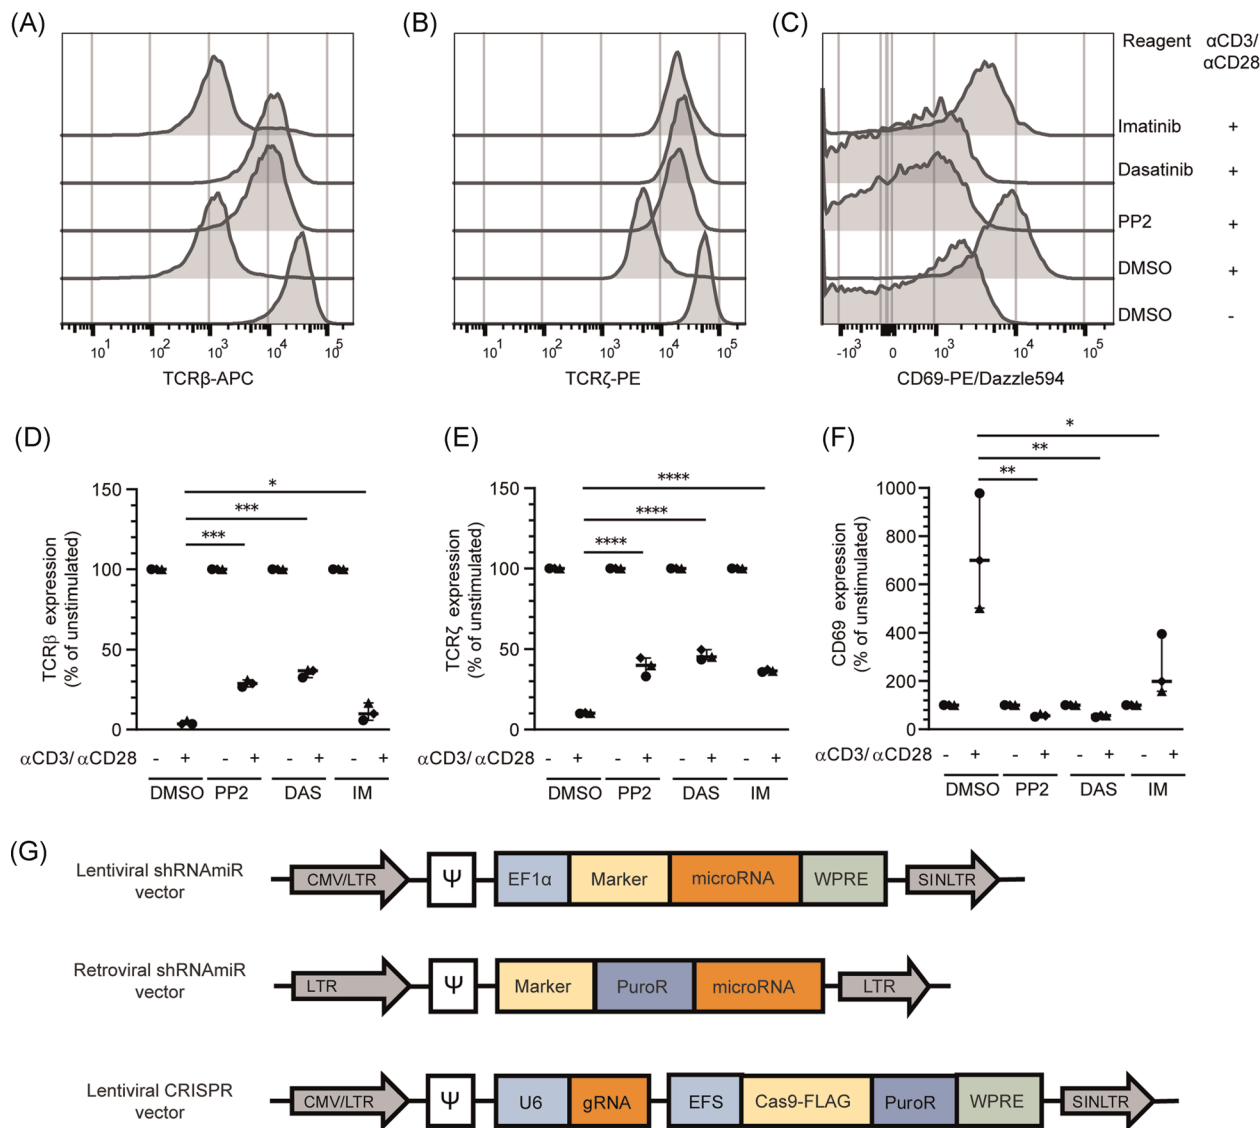 (A)
(B)
(C)
Reagent αCD3/
αCD28
Imatinib +
Dasatinib +
PP2 +
DMSO +
DMSO -
10¹ 10² 10³ 10⁴ 10⁵
TCRβ-APC
10¹ 10² 10³ 10⁴ 10⁵
TCRζ-PE
-10³ 0 10³ 10⁴ 10⁵
CD69-PE/Dazzle594
(D)
TCRβ expression
(% of unstimulated)
150
100
50
0
*
***
***
αCD3/ αCD28 - + - + - + - +
DMSO PP2 DAS IM
(E)
TCRζ expression
(% of unstimulated)
150
100
50
0
****
****
****
αCD3/ αCD28 - + - + - + - +
DMSO PP2 DAS IM
(F)
CD69 expression
(% of unstimulated)
1000
800
600
400
200
0
*
**
**
αCD3/ αCD28 - + - + - + - +
DMSO PP2 DAS IM
(G)
Lentiviral shRNAmiR
vector
CMV/LTR Ψ EF1α Marker microRNA WPRE SINLTR
Retroviral shRNAmiR
vector
LTR Ψ Marker PuroR microRNA LTR
Lentiviral CRISPR
vector
CMV/LTR Ψ U6 gRNA EFS Cas9-FLAG PuroR WPRE SINLTR